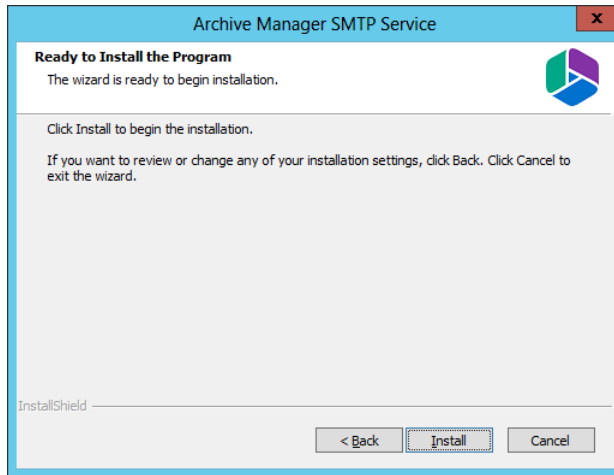 Archive Manager SMTP Service
x
Ready to Install the Program
The wizard is ready to begin installation.
Click Install to begin the installation.
If you want to review or change any of your installation settings, click Back. Click Cancel to
exit the wizard.
InstallShield
< Back
Install
Cancel